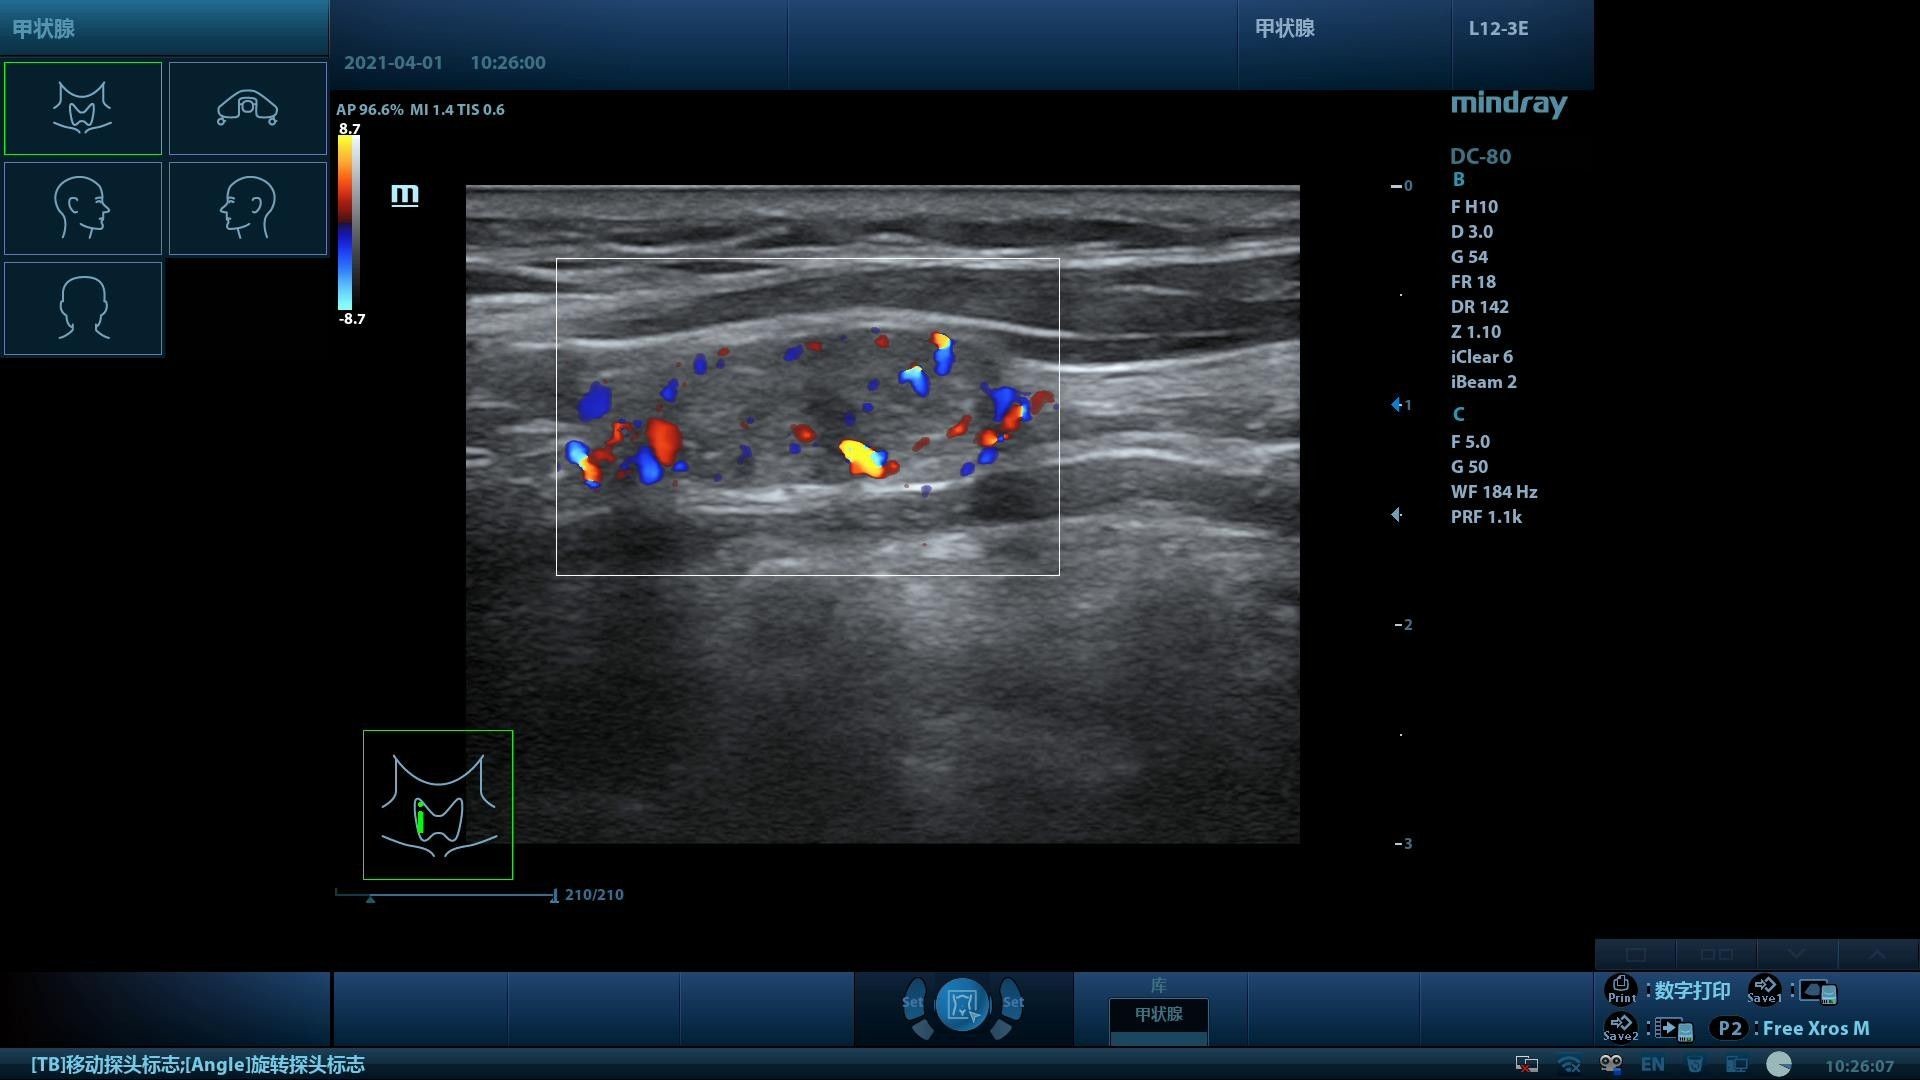 甲状腺
甲状腺
L12-3E
2021-04-01 10:26:00
AP 96.6% MI 1.4 TIS 0.6
8.7
-8.7
m
mindray
DC-80
B
F H10
D 3.0
G 54
FR 18
DR 142
Z 1.10
iClear 6
iBeam 2
C
F 5.0
G 50
WF 184 Hz
PRF 1.1k
0
1
2
3
210/210
Set
Set
库
甲状腺
Print : 数字打印 Save1 :
Save2 : P2 : Free Xros M
[TB]移动探头标志;[Angle]旋转探头标志
EN
10:26:07